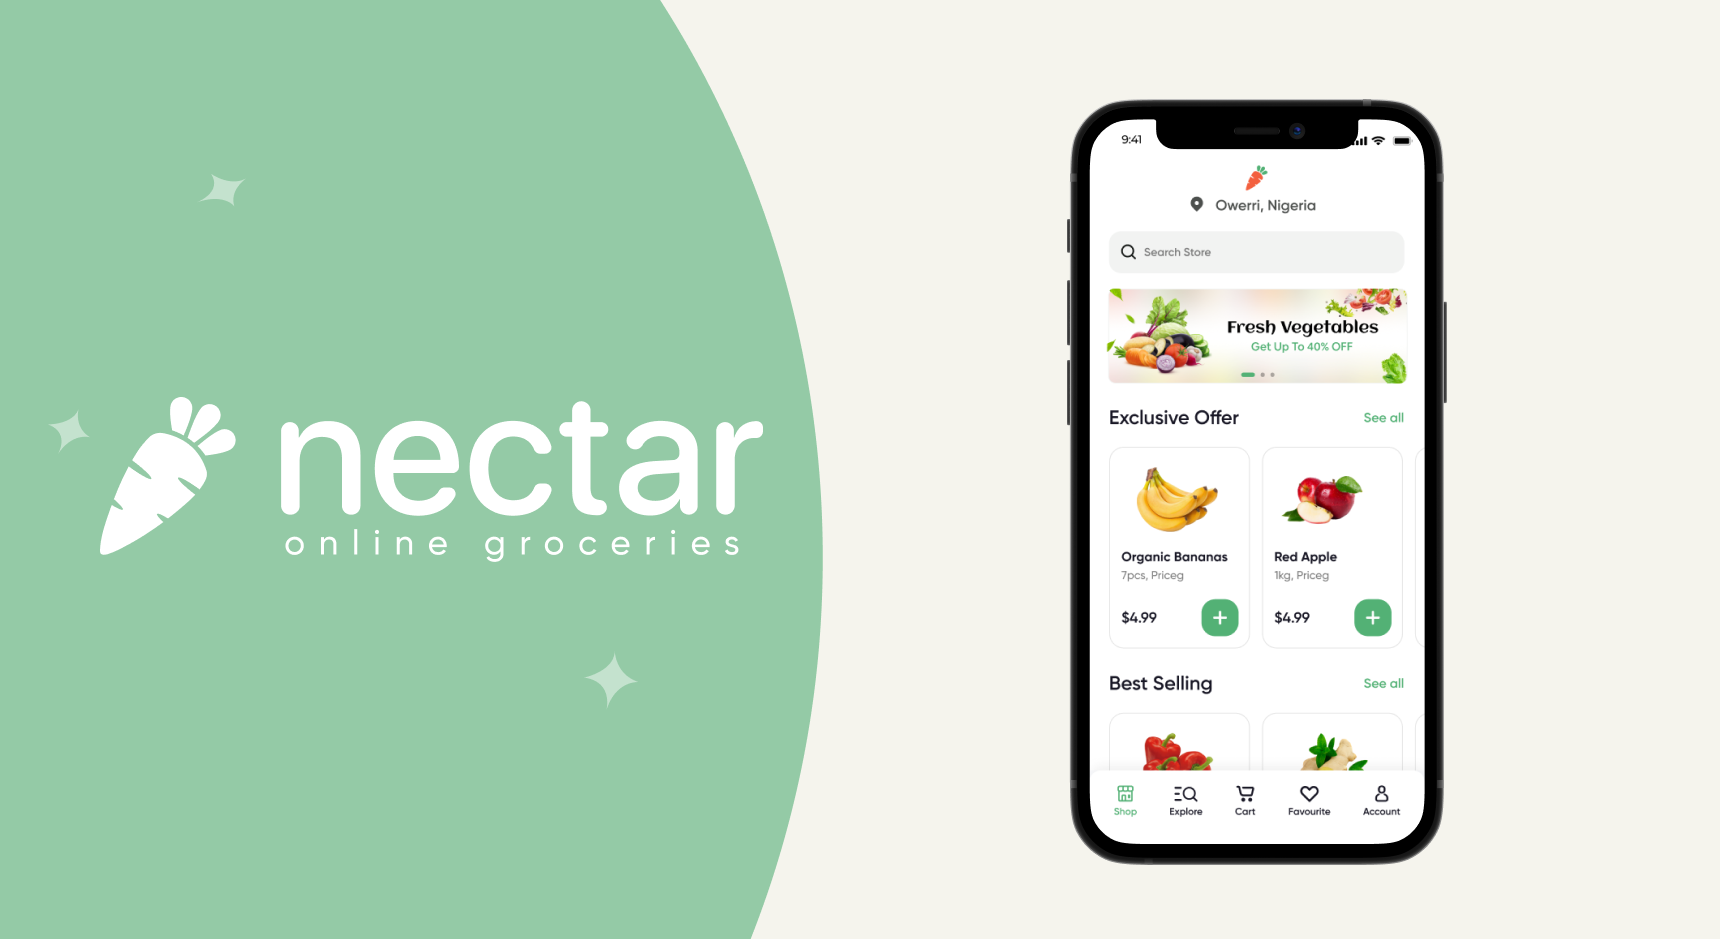 nectar
online groceries
9:41
Owerri, Nigeria
Search Store
Fresh Vegetables
Get Up To 40% OFF
Exclusive Offer
See all
Organic Bananas
7pcs, Priceg
$4.99
Red Apple
1kg, Priceg
$4.99
Best Selling
See all
Shop
Explore
Cart
Favourite
Account